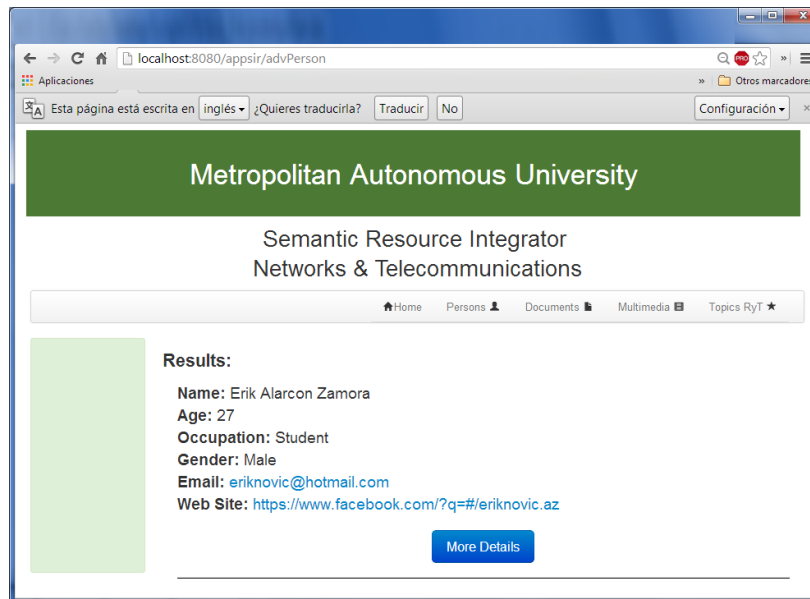 localhost:8080/appsir/advPerson
PRO
Aplicaciones
» Otros marcadores
Esta página está escrita en inglés ¿Quieres traducirla? Traducir No Configuración
Metropolitan Autonomous University
Semantic Resource Integrator
Networks & Telecommunications
Home Persons Documents Multimedia Topics RyT
Results:
Name: Erik Alarcon Zamora
Age: 27
Occupation: Student
Gender: Male
Email: eriknovic@hotmail.com
Web Site: https://www.facebook.com/?q=#/eriknovic.az
More Details